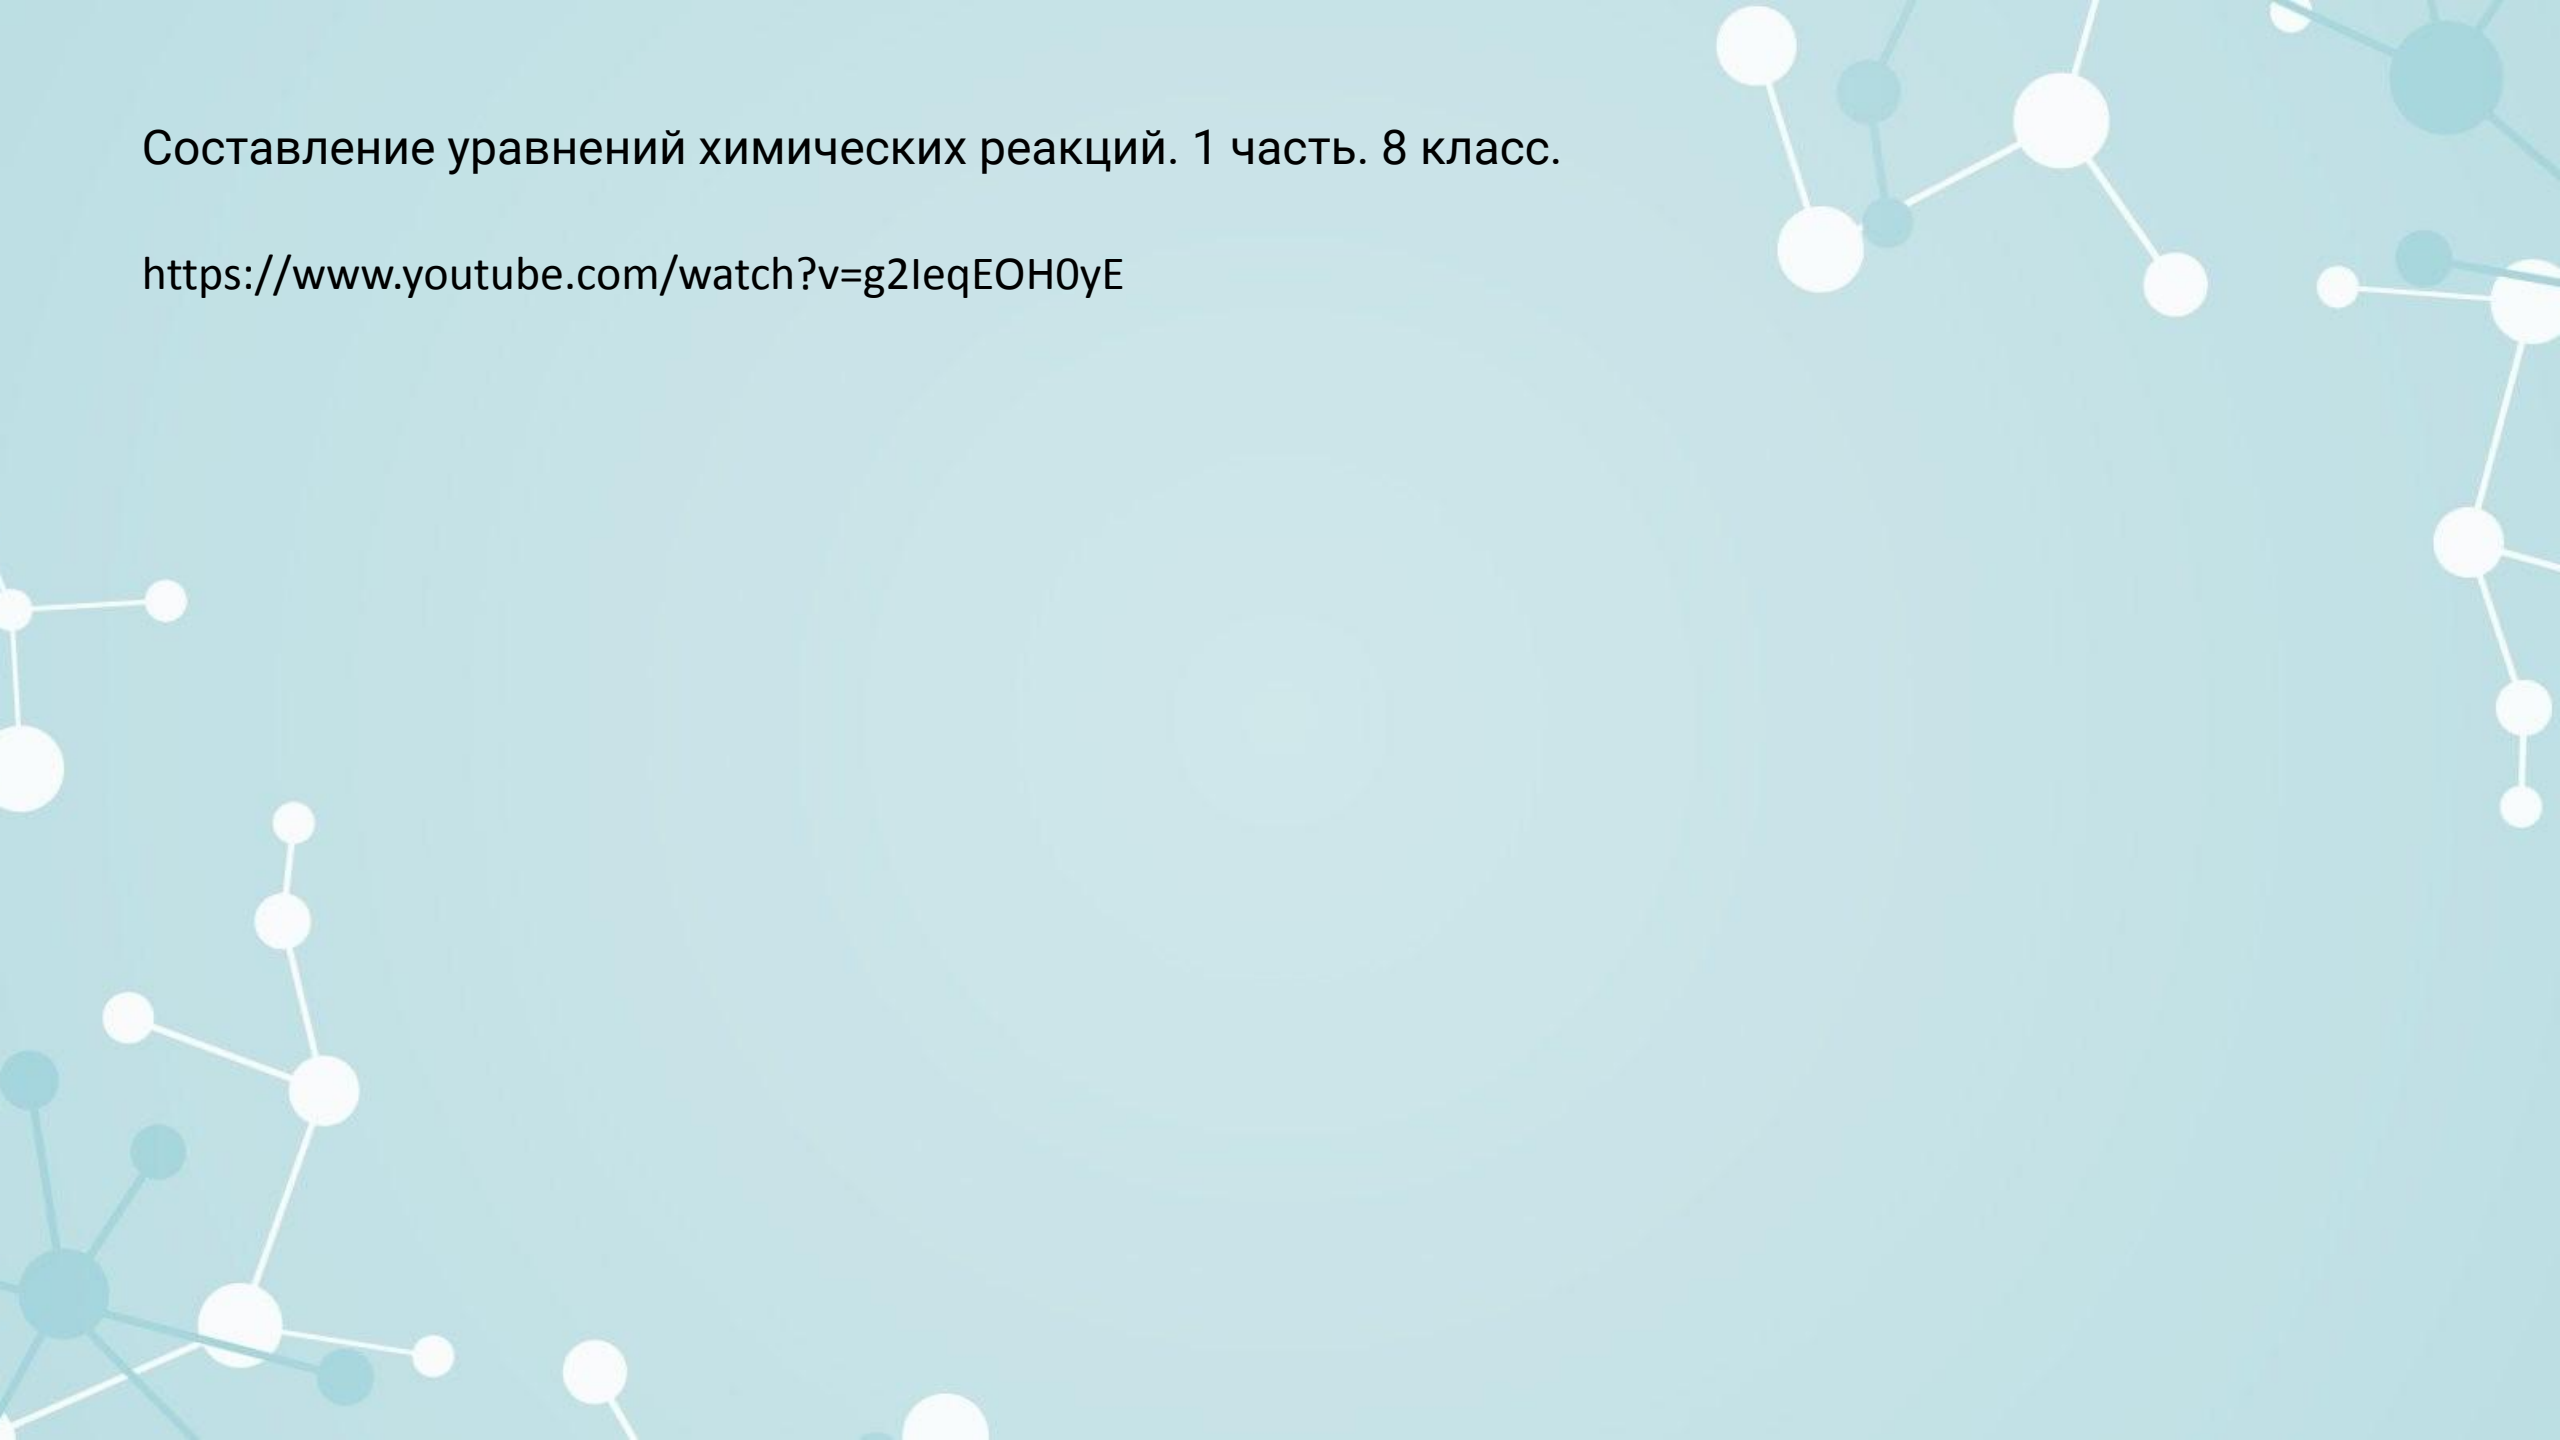 Составление уравнений химических реакций. 1 часть. 8 класс.
https://www.youtube.com/watch?v=g2IeqEOH0yE